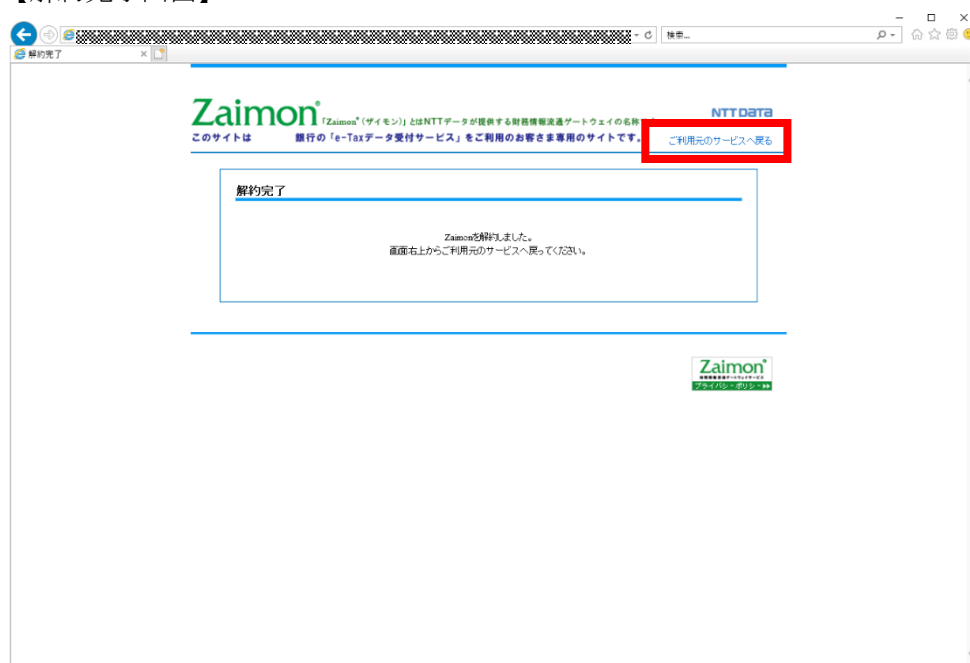 【解約完了画面】
検索...
解約完了
Zaimon® 「Zaimon®(ザイモン)」とはNTTデータが提供する財務情報流通ゲートウェイの名称
NTT DATA
このサイトは 銀行の「e-Taxデータ受付サービス」をご利用のお客さま専用のサイトです。
ご利用元のサービスへ戻る
解約完了
Zaimonを解約しました。
画面右上からご利用元のサービスへ戻ってください。
Zaimon®
プライバシーポリシー